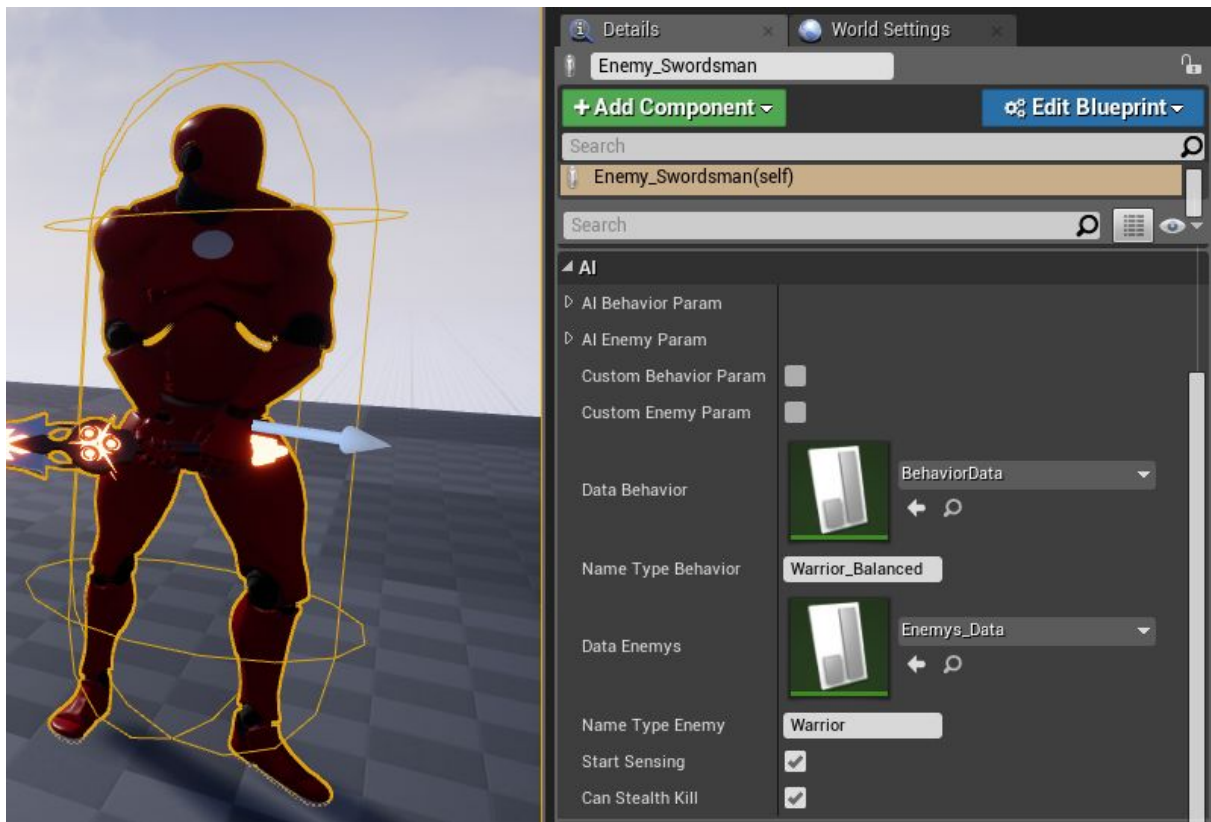 Details
World Settings
Enemy_Swordsman
+ Add Component
Edit Blueprint
Search
Enemy_Swordsman(self)
Search
AI
AI Behavior Param
AI Enemy Param
Custom Behavior Param
Custom Enemy Param
Data Behavior
BehaviorData
Name Type Behavior
Warrior_Balanced
Data Enemys
Enemys_Data
Name Type Enemy
Warrior
Start Sensing
Can Stealth Kill